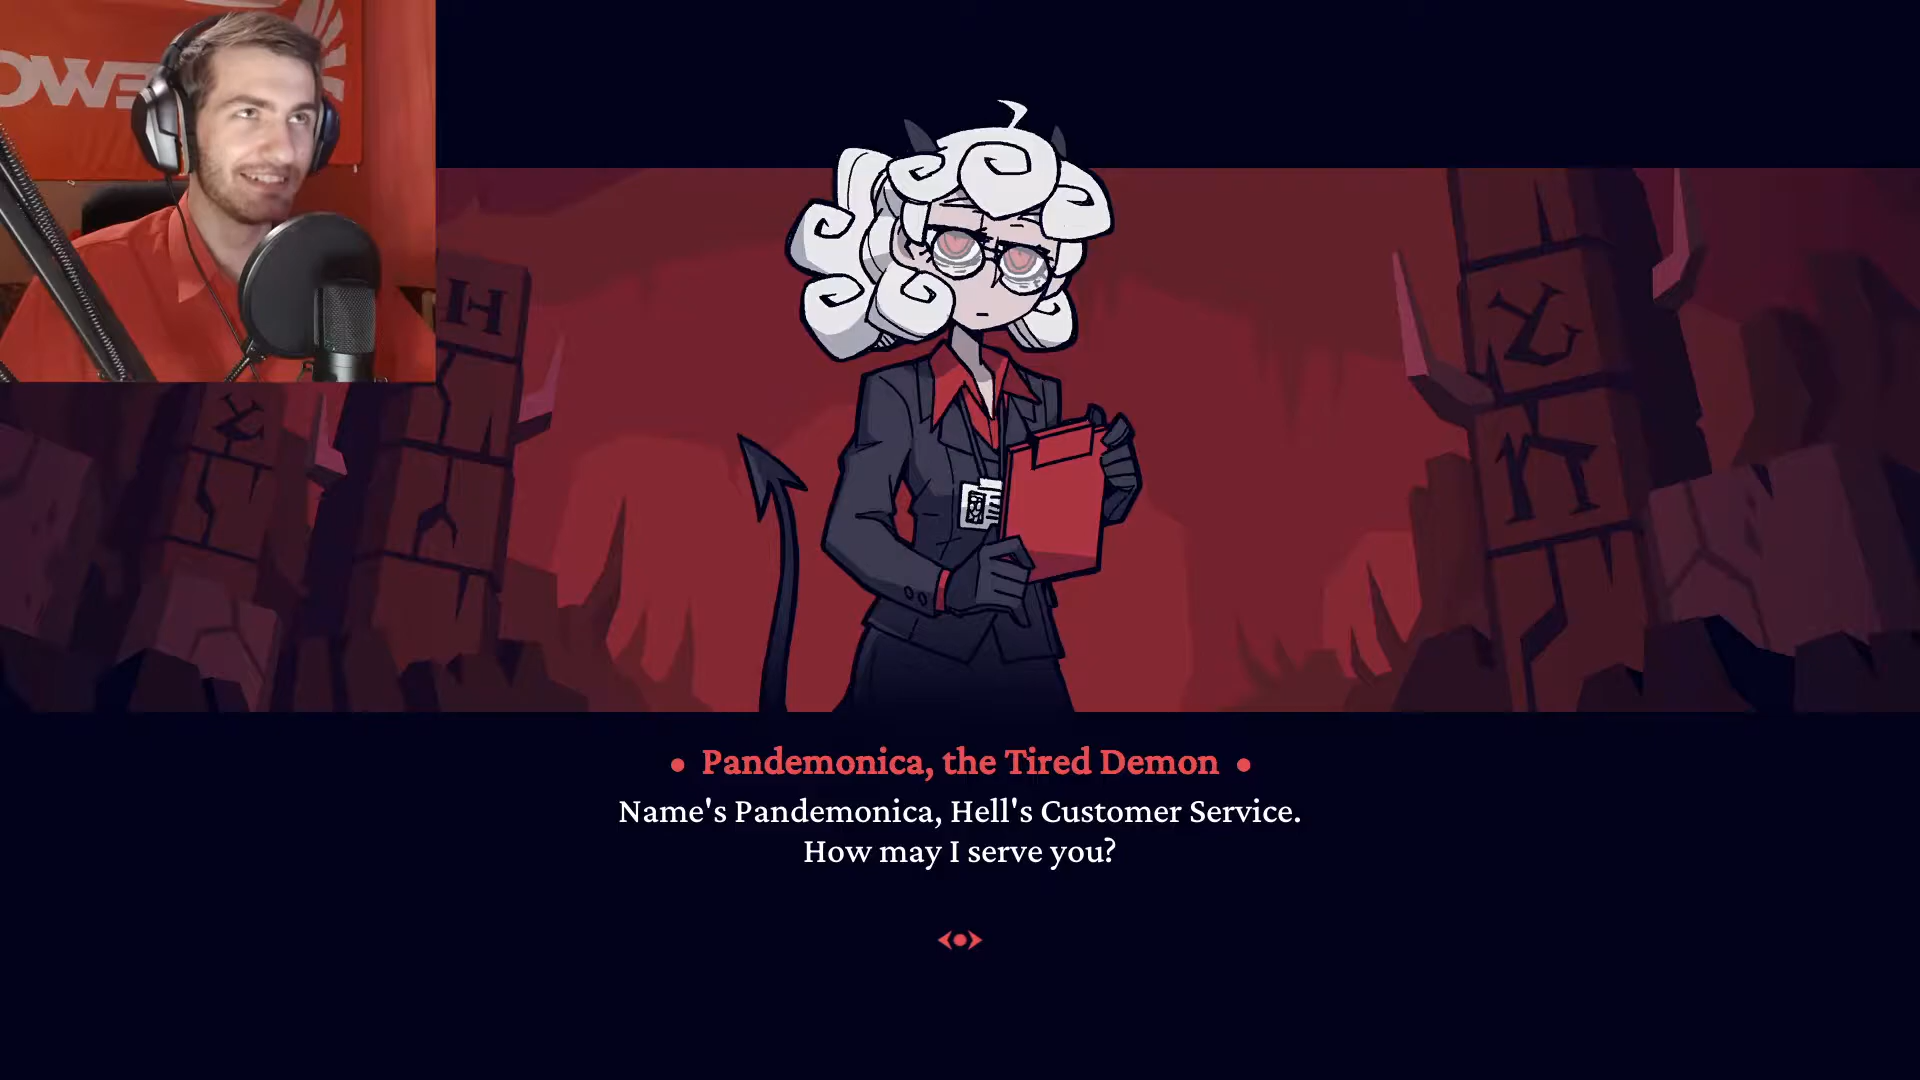 • Pandemonica, the Tired Demon •
Name's Pandemonica, Hell's Customer Service.
How may I serve you?